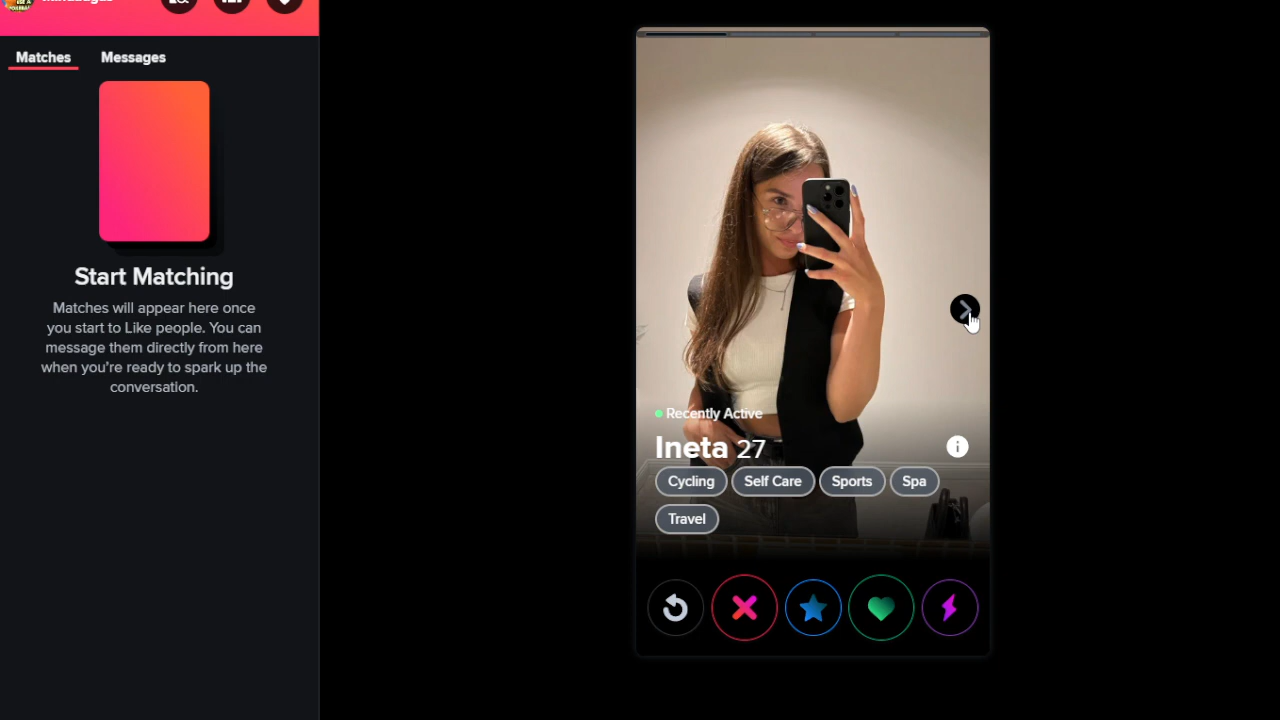 Matches Messages
Start Matching
Matches will appear here once
you start to Like people. You can
message them directly from here
when you're ready to spark up the
conversation.
Recently Active
Ineta 27
Cycling Self Care Sports Spa
Travel